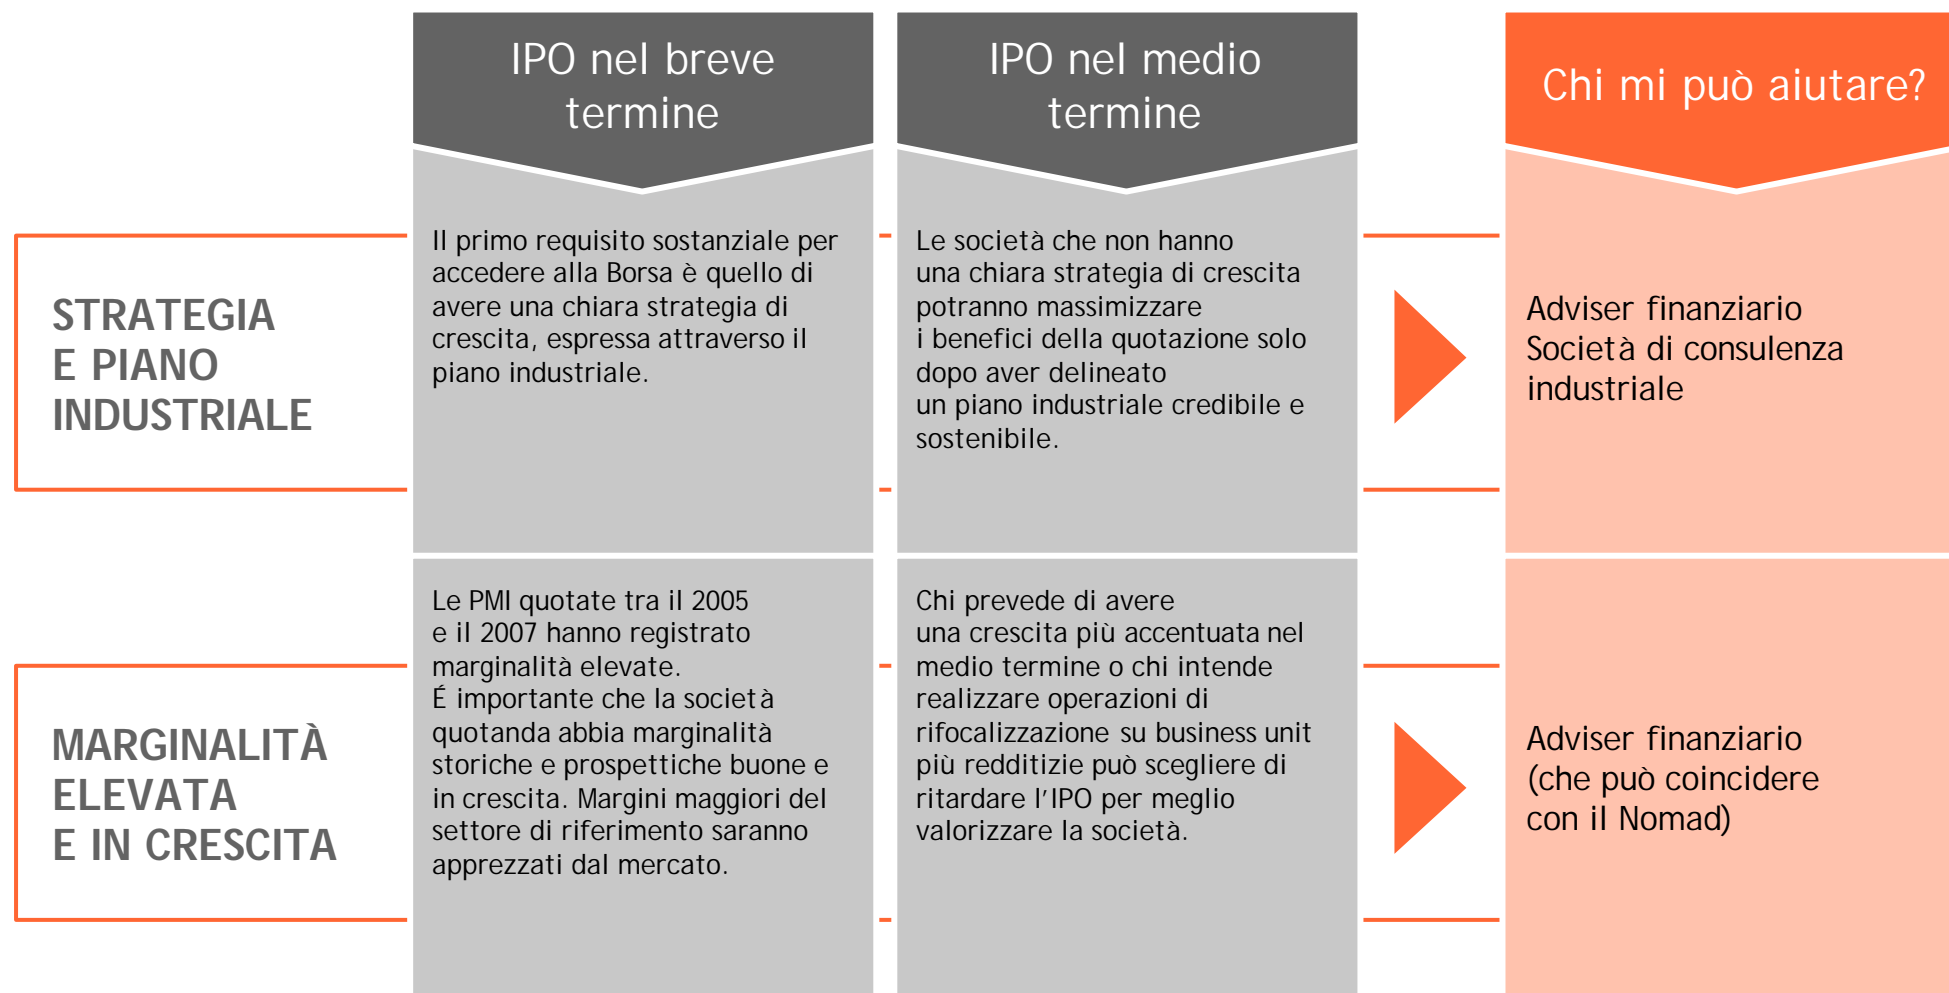 IPO nel breve
termine
IPO nel medio
termine
Chi mi può aiutare?
STRATEGIA
E PIANO
INDUSTRIALE
Il primo requisito sostanziale per
accedere alla Borsa è quello di
avere una chiara strategia di
crescita, espressa attraverso il
piano industriale.
Le società che non hanno
una chiara strategia di crescita
potranno massimizzare
i benefici della quotazione solo
dopo aver delineato
un piano industriale credibile e
sostenibile.
Adviser finanziario
Società di consulenza
industriale
MARGINALITÀ
ELEVATA
E IN CRESCITA
Le PMI quotate tra il 2005
e il 2007 hanno registrato
marginalità elevate.
É importante che la società
quotanda abbia marginalità
storiche e prospettiche buone e
in crescita. Margini maggiori del
settore di riferimento saranno
apprezzati dal mercato.
Chi prevede di avere
una crescita più accentuata nel
medio termine o chi intende
realizzare operazioni di
rifocalizzazione su business unit
più redditizie può scegliere di
ritardare l’IPO per meglio
valorizzare la società.
Adviser finanziario
(che può coincidere
con il Nomad)